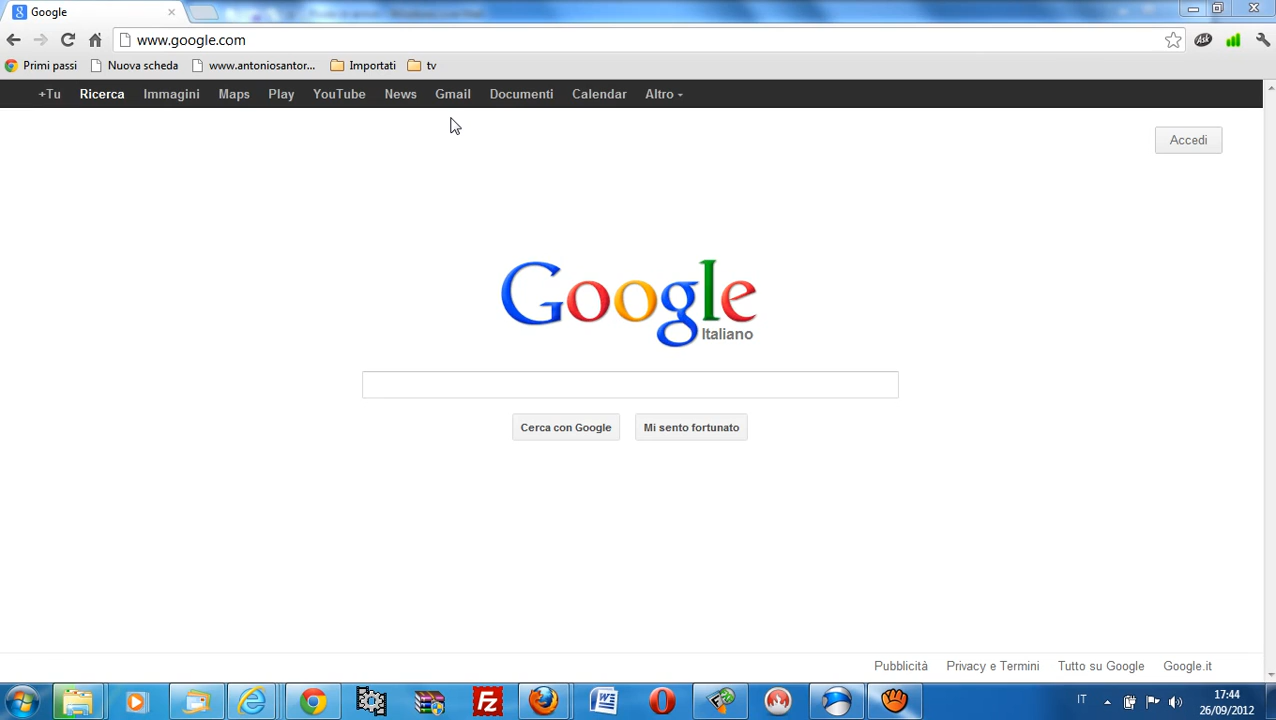 Google
www.google.com
Primi passi Nuova scheda www.antoniosantor... Importati tv
+Tu Ricerca Immagini Maps Play YouTube News Gmail Documenti Calendar Altro
Accedi
Google
Italiano
Cerca con Google Mi sento fortunato
Pubblicità Privacy e Termini Tutto su Google Google.it
IT 17:44
26/09/2012